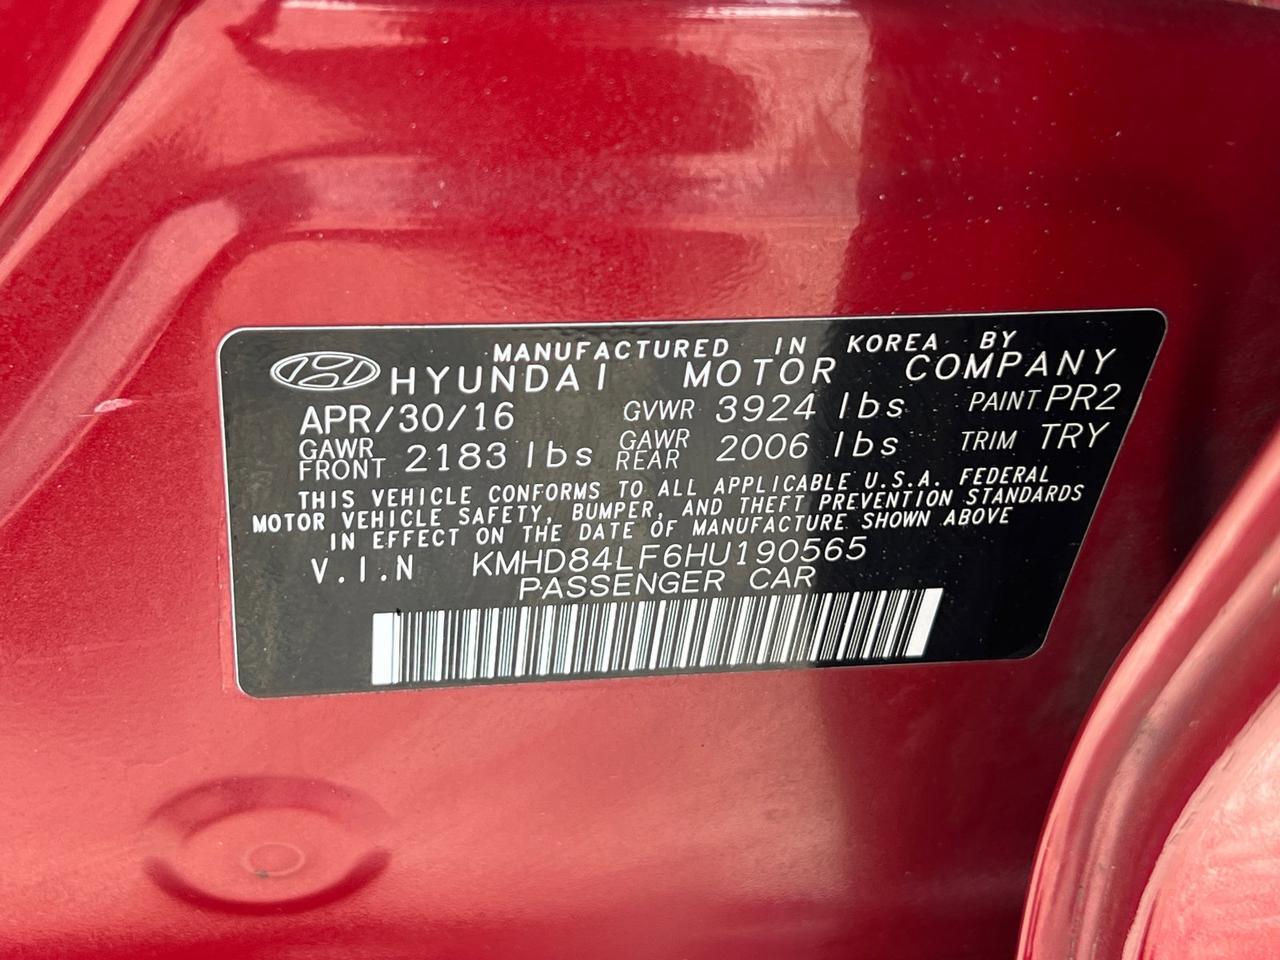 MANUFACTURED IN KOREA BY
HYUNDAI MOTOR COMPANY
APR/30/16 GVWR 3924 lbs PAINT PR2
GAWR FRONT 2183 lbs GAWR REAR 2006 lbs TRIM TRY
THIS VEHICLE CONFORMS TO ALL APPLICABLE U.S.A. FEDERAL
MOTOR VEHICLE SAFETY, BUMPER, AND THEFT PREVENTION STANDARDS
IN EFFECT ON THE DATE OF MANUFACTURE SHOWN ABOVE
V.I.N KMHD84LF6HU190565
PASSENGER CAR